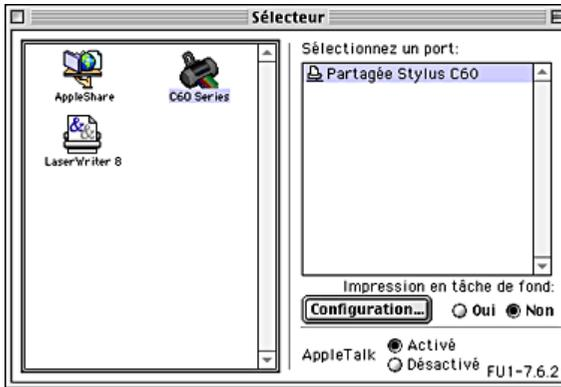 Sélecteur
AppleShare
C60 Series
LaserWriter 8
Sélectionnez un port:
Partagée Stylus C60
Impression en tâche de fond:
Configuration... Oui Non
AppleTalk
Activé
Désactivé
FU1-7.6.2